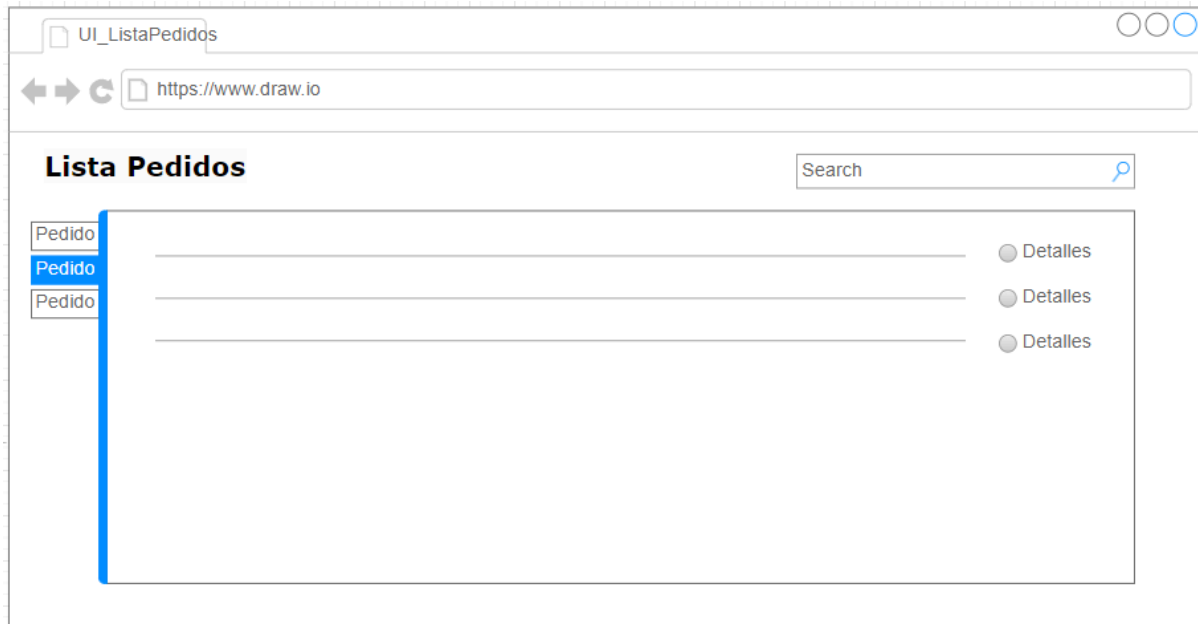 UI_ListaPedidos
https://www.draw.io
Lista Pedidos
Search
Pedido
Pedido
Pedido
Detalles
Detalles
Detalles